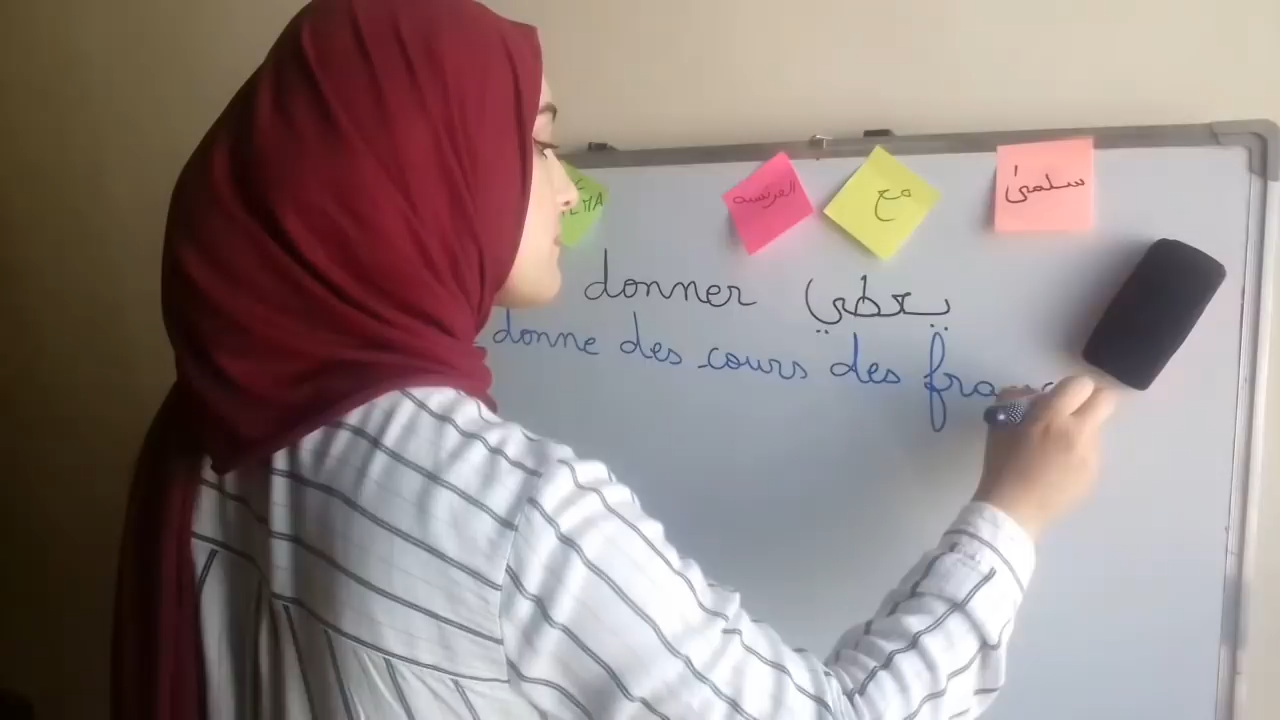 الفرنسية
مع
سلمىٰ
donner يعطي
donne des cours des